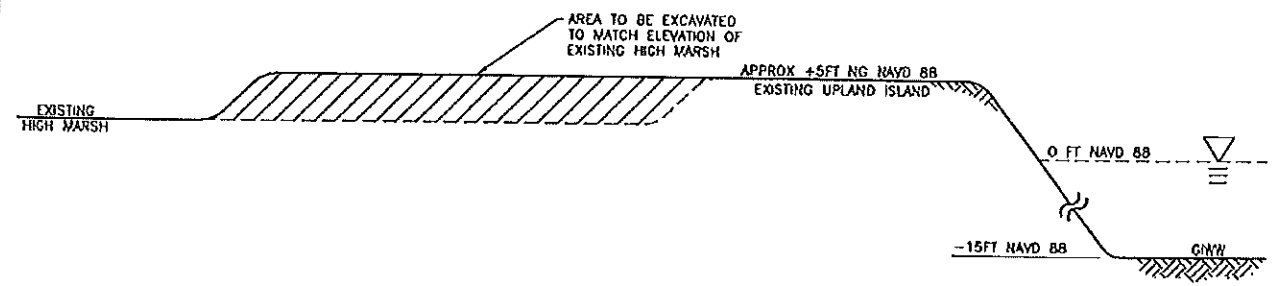 AREA TO BE EXCAVATED
TO MATCH ELEVATION OF
EXISTING HIGH MARSH
APPROX +5FT NG NAVD 88
EXISTING UPLAND ISLAND
EXISTING
HIGH MARSH
0 FT NAVD 88
-15FT NAVD 88
GIWW